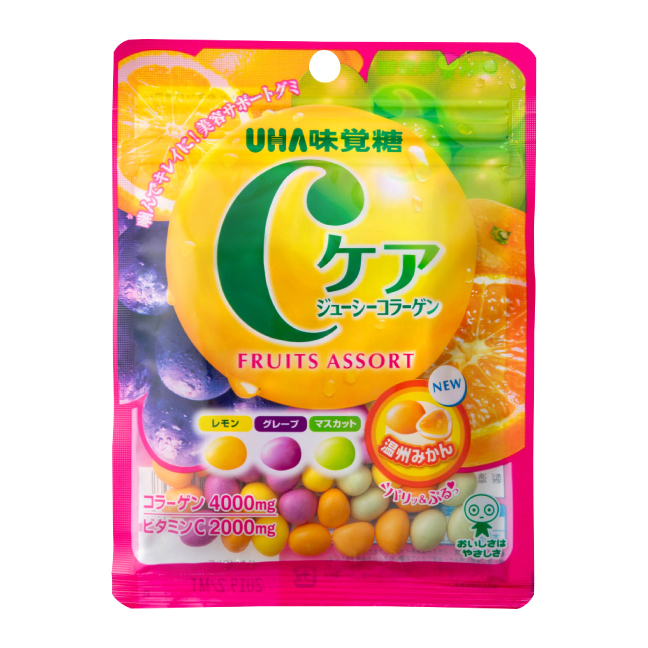 噛んでキレイに!美容サポートグミ
UHA味覚糖
Cケア
ジューシーコラーゲン
FRUITS ASSORT
NEW
レモン
グレープ
マスカット
温州みかん
パリッ&ぷるっ
コラーゲン 4000mg
ビタミンC 2000mg
おいしさは
やさしさ